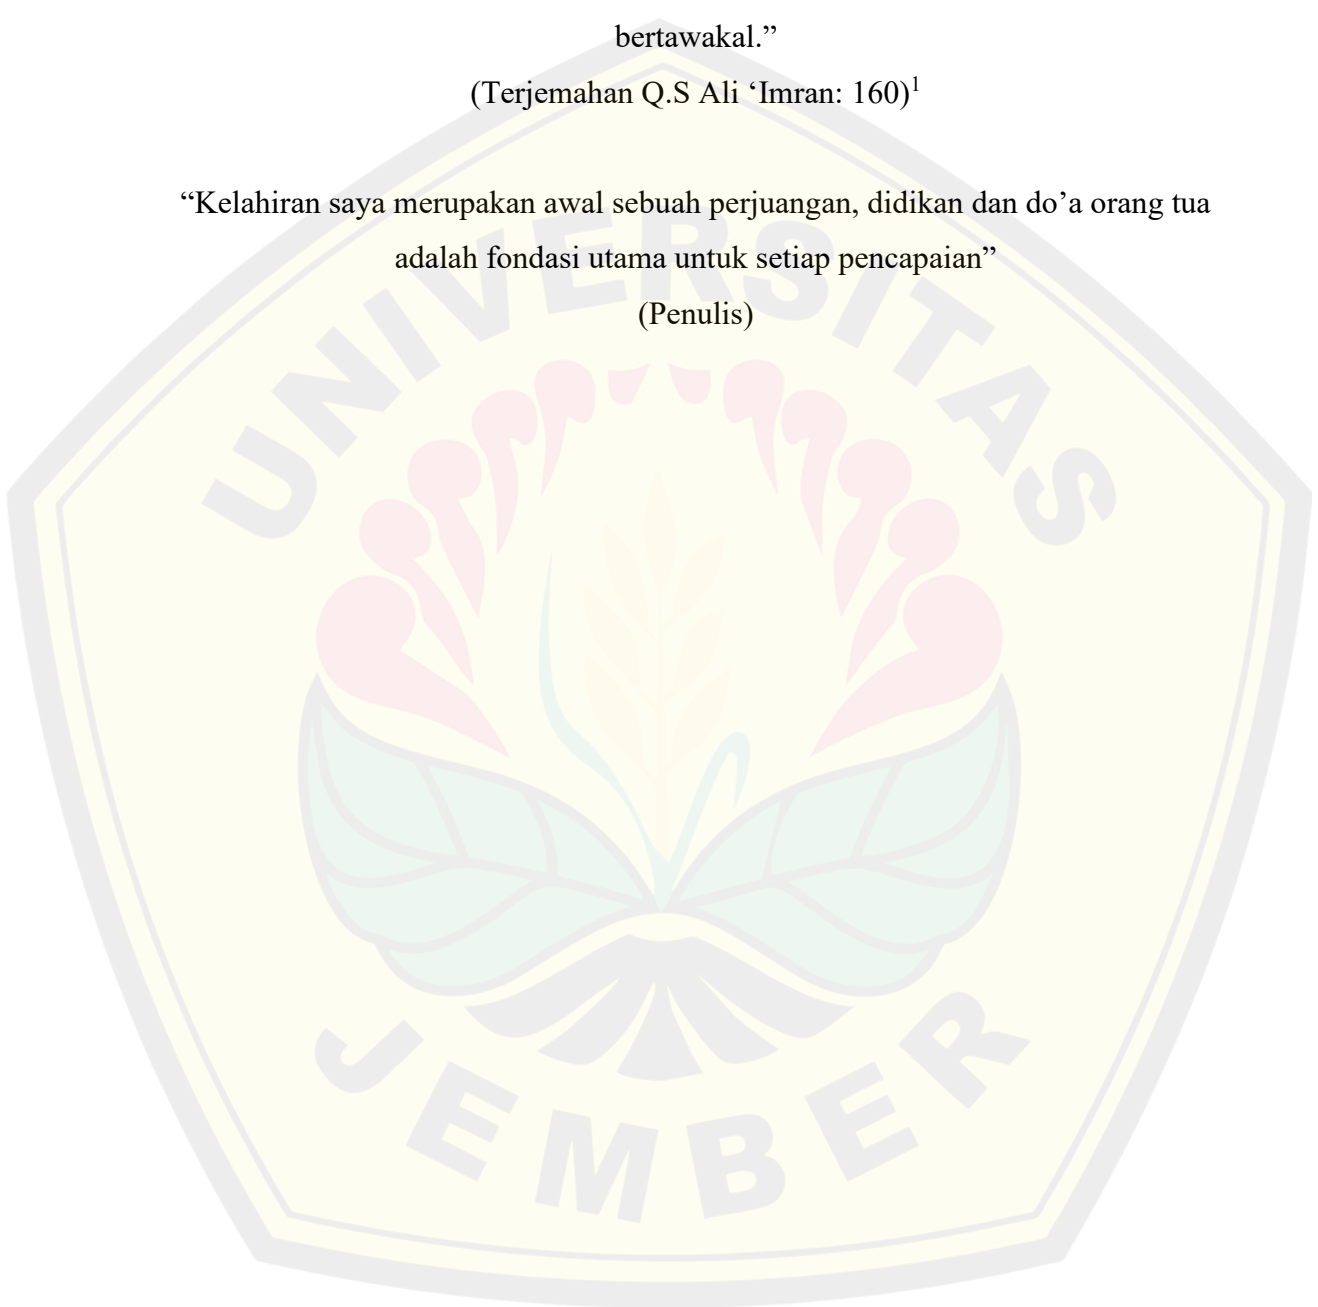 bertawakal.”
(Terjemahan Q.S Ali ‘Imran: 160)1
“Kelahiran saya merupakan awal sebuah perjuangan, didikan dan do’a orang tua
adalah fondasi utama untuk setiap pencapaian”
(Penulis)
UNIVERSITAS
JEMBER